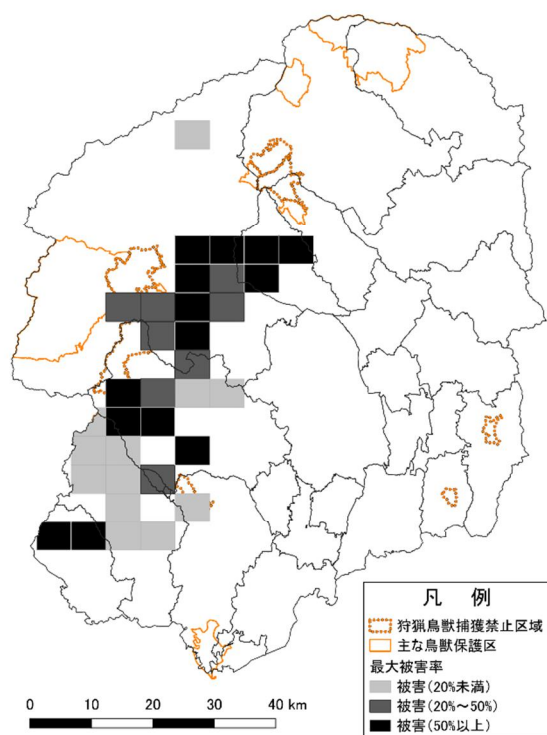 凡 例
狩猟鳥獣捕獲禁止区域
主な鳥獣保護区
最大被害率
被害(20%未満)
被害(20%~50%)
被害(50%以上)
0 10 20 30 40 km